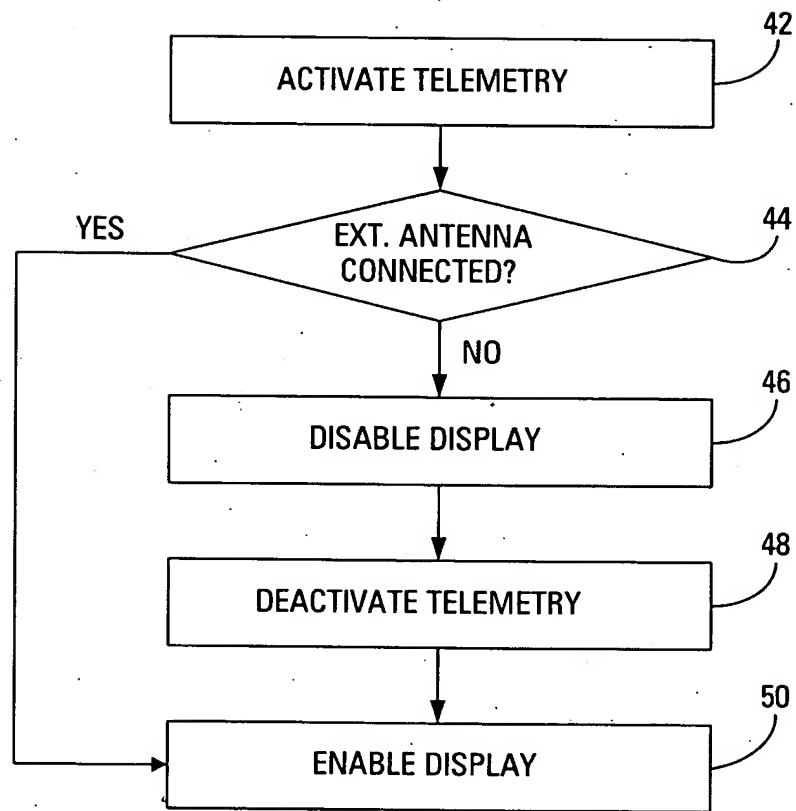 42
ACTIVATE TELEMETRY
YES
EXT. ANTENNA
CONNECTED?
44
NO
46
DISABLE DISPLAY
48
DEACTIVATE TELEMETRY
50
ENABLE DISPLAY